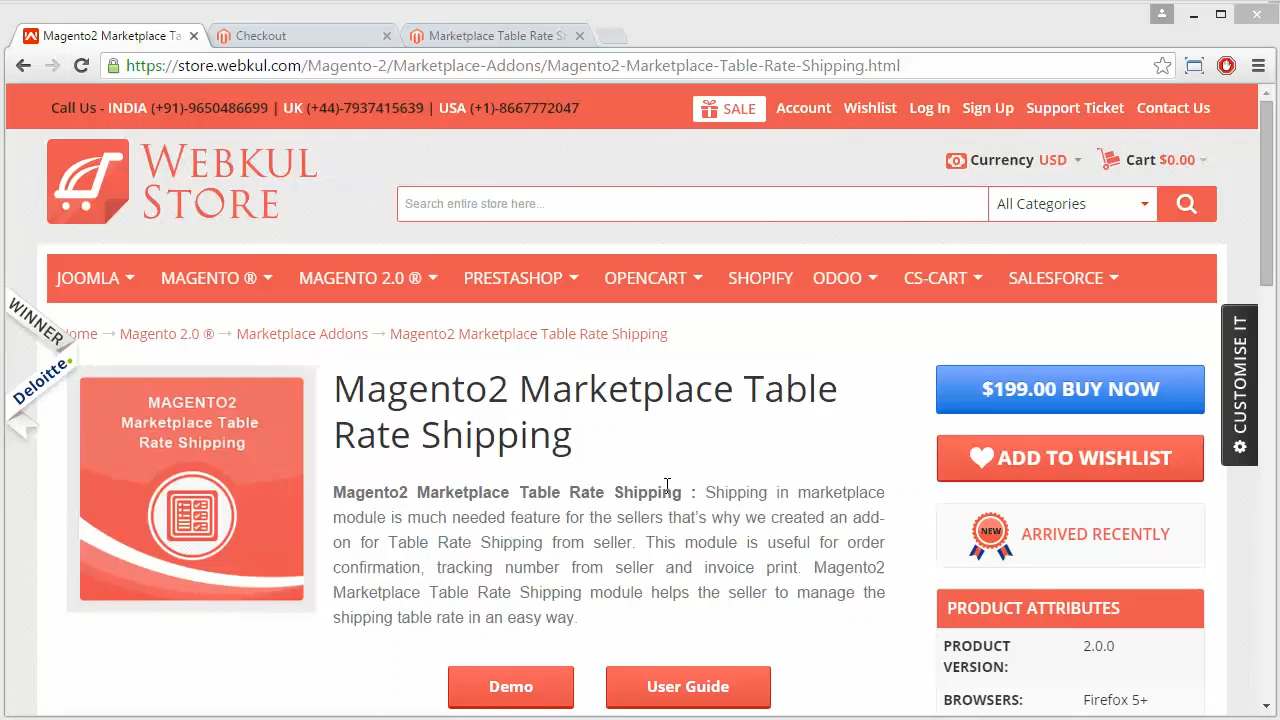 Magento2 Marketplace Ta
Checkout
Marketplace Table Rate S
https://store.webkul.com/Magento-2/Marketplace-Addons/Magento2-Marketplace-Table-Rate-Shipping.html
Call Us - INDIA (+91)-9650486699 | UK (+44)-7937415639 | USA (+1)-8667772047
SALE Account Wishlist Log In Sign Up Support Ticket Contact Us
WEBKUL
STORE
Currency USD Cart $0.00
Search entire store here...
All Categories
JOOMLA MAGENTO ® MAGENTO 2.0 ® PRESTASHOP OPENCART SHOPIFY ODOO CS-CART SALESFORCE
WINNER
Deloitte.
ome → Magento 2.0 ® → Marketplace Addons → Magento2 Marketplace Table Rate Shipping
MAGENTO2
Marketplace Table
Rate Shipping
Magento2 Marketplace Table
Rate Shipping
Magento2 Marketplace Table Rate Shipping : Shipping in marketplace
module is much needed feature for the sellers that's why we created an add-
on for Table Rate Shipping from seller. This module is useful for order
confirmation, tracking number from seller and invoice print. Magento2
Marketplace Table Rate Shipping module helps the seller to manage the
shipping table rate in an easy way.
Demo
User Guide
$199.00 BUY NOW
ADD TO WISHLIST
NEW
ARRIVED RECENTLY
PRODUCT ATTRIBUTES
PRODUCT 2.0.0
VERSION:
BROWSERS: Firefox 5+
CUSTOMISE IT